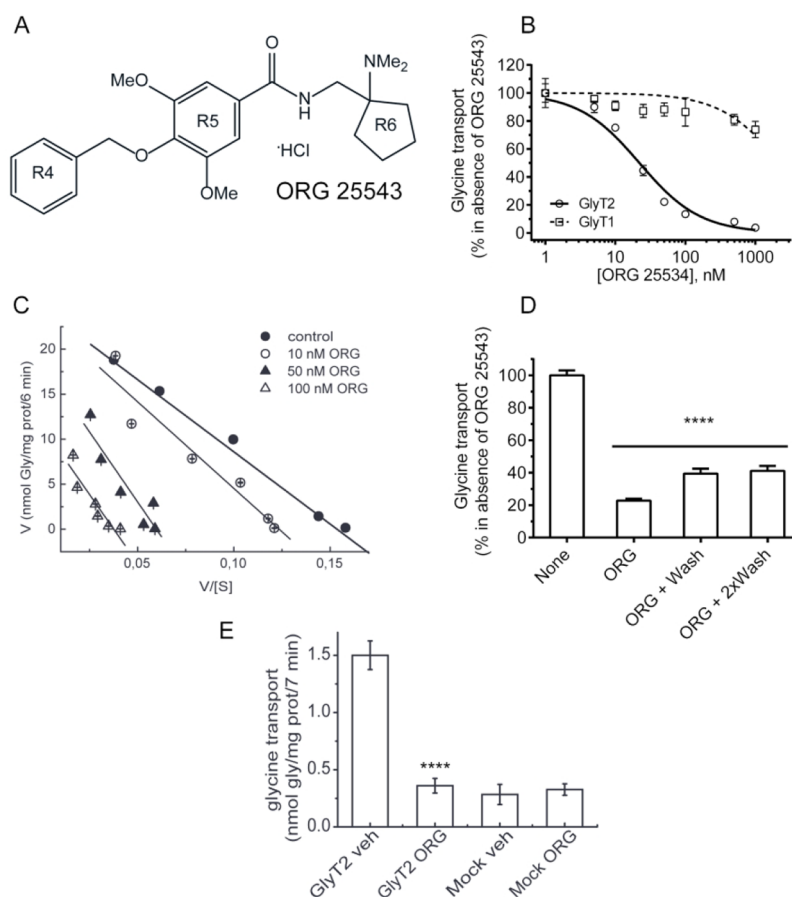 A
O
NMe₂
MeO
N
H
R5
R6
R4
O
·HCl
OMe
ORG 25543
B
Glycine transport
(% in absence of ORG 25543)
120
100
80
60
40
20
0
GlyT2
GlyT1
1 10 100 1000
[ORG 25534], nM
C
V (nmol Gly/mg prot/6 min)
20
15
10
5
0
control
10 nM ORG
50 nM ORG
100 nM ORG
0,05 0,10 0,15
V/[S]
D
Glycine transport
(% in absence of ORG 25543)
100
80
60
40
20
0
****
None
ORG
ORG + Wash
ORG + 2xWash
E
glycine transport
(nmol gly/mg prot/7 min)
1.5
1.0
0.5
0.0
****
GlyT2 veh
GlyT2 ORG
Mock veh
Mock ORG